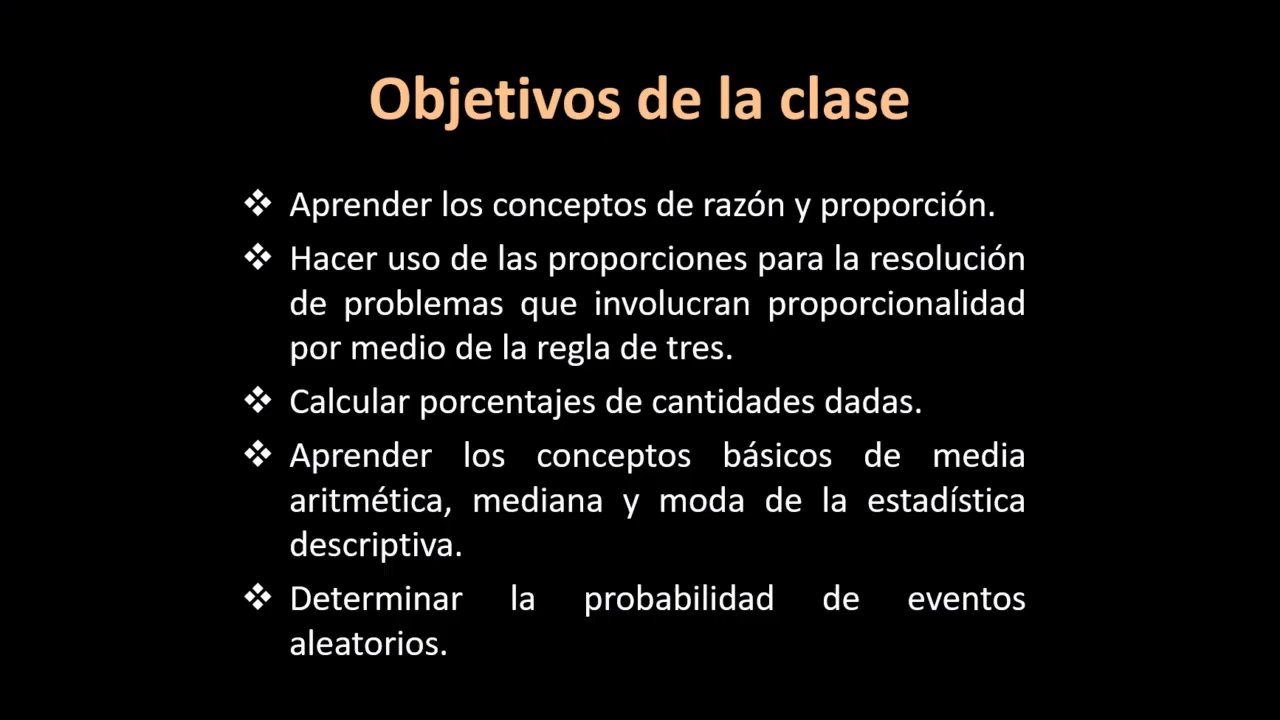 Objetivos de la clase
❖ Aprender los conceptos de razón y proporción.
❖ Hacer uso de las proporciones para la resolución
de problemas que involucran proporcionalidad
por medio de la regla de tres.
❖ Calcular porcentajes de cantidades dadas.
❖ Aprender los conceptos básicos de media
aritmética, mediana y moda de la estadística
descriptiva.
❖ Determinar la probabilidad de eventos
aleatorios.